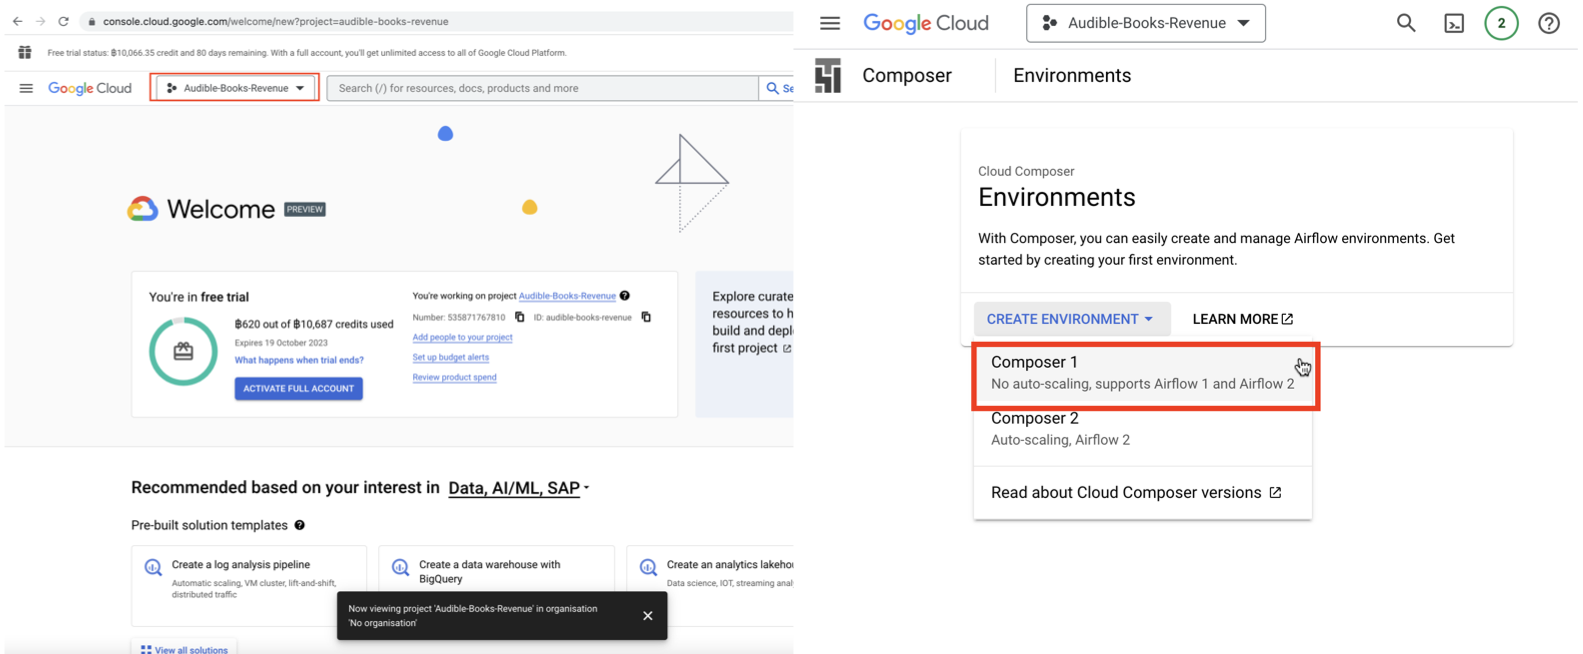 console.cloud.google.com/welcome/new?project=audible-books-revenue
Free trial status: ฿10,066.35 credit and 80 days remaining. With a full account, you'll get unlimited access to all of Google Cloud Platform.
Google Cloud
Audible-Books-Revenue
Search (/) for resources, docs, products and more
Se
Welcome
PREVIEW
You're in free trial
฿620 out of ฿10,687 credits used
Expires 19 October 2023
What happens when trial ends?
ACTIVATE FULL ACCOUNT
You're working on project Audible-Books-Revenue
Number: 535871767810
ID: audible-books-revenue
Add people to your project
Set up budget alerts
Review product spend
Explore curate
resources to h
build and depl
first project
Recommended based on your interest in Data, AI/ML, SAP
Pre-built solution templates
Create a log analysis pipeline
Automatic scaling, VM cluster, lift-and-shift,
distributed traffic
Create a data warehouse with
BigQuery
Create an analytics lakehou
Data science, IOT, streaming anal
Now viewing project 'Audible-Books-Revenue' in organisation
'No organisation'
View all solutions
Google Cloud
Audible-Books-Revenue
2
Composer
Environments
Cloud Composer
Environments
With Composer, you can easily create and manage Airflow environments. Get
started by creating your first environment.
CREATE ENVIRONMENT
LEARN MORE
Composer 1
No auto-scaling, supports Airflow 1 and Airflow 2
Composer 2
Auto-scaling, Airflow 2
Read about Cloud Composer versions